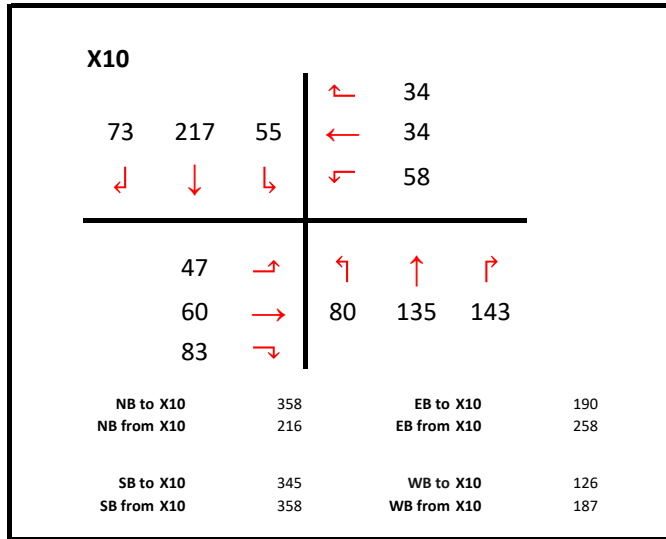 X10
34
73 217 55 34
58
47
60 80 135 143
83
NB to X10 358 EB to X10 190
NB from X10 216 EB from X10 258
SB to X10 345 WB to X10 126
SB from X10 358 WB from X10 187